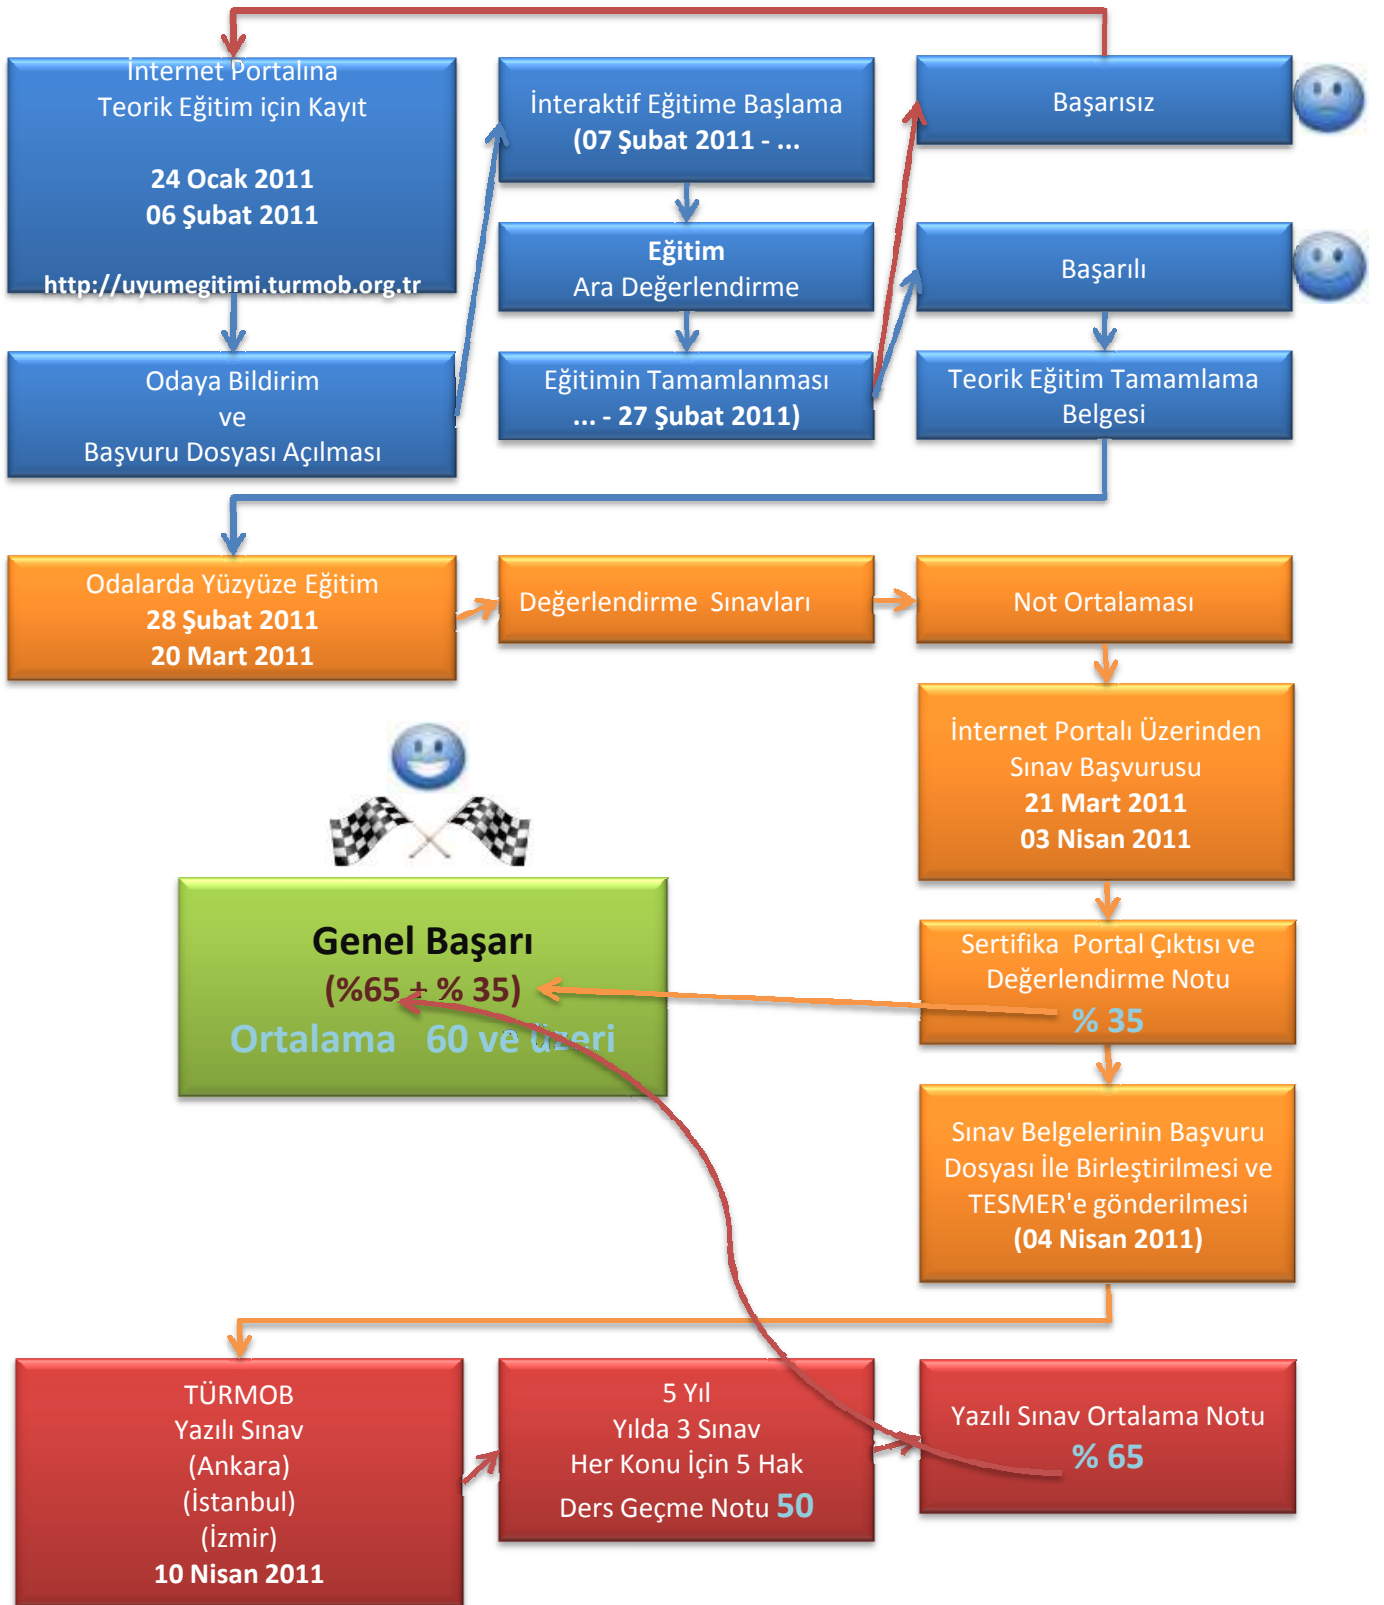 İnternet Portalına
Teorik Eğitim için Kayıt
24 Ocak 2011
06 Şubat 2011
http://uyumegitimi.turmob.org.tr
Odaya Bildirim
ve
Başvuru Dosyası Açılması
İnteraktif Eğitime Başlama
(07 Şubat 2011 - ...
Eğitim
Ara Değerlendirme
Eğitimin Tamamlanması
... - 27 Şubat 2011)
Başarısız
Başarılı
Teorik Eğitim Tamamlama
Belgesi
Odalarda Yüzyüze Eğitim
28 Şubat 2011
20 Mart 2011
Değerlendirme Sınavları
Not Ortalaması
İnternet Portalı Üzerinden
Sınav Başvurusu
21 Mart 2011
03 Nisan 2011
Sertifika Portal Çıktısı ve
Değerlendirme Notu
% 35
Genel Başarı
(%65 + % 35)
Ortalama 60 ve üzeri
Sınav Belgelerinin Başvuru
Dosyası İle Birleştirilmesi ve
TESMER'e gönderilmesi
(04 Nisan 2011)
TÜRMOB
Yazılı Sınav
(Ankara)
(İstanbul)
(İzmir)
10 Nisan 2011
5 Yıl
Yılda 3 Sınav
Her Konu İçin 5 Hak
Ders Geçme Notu 50
Yazılı Sınav Ortalama Notu
% 65